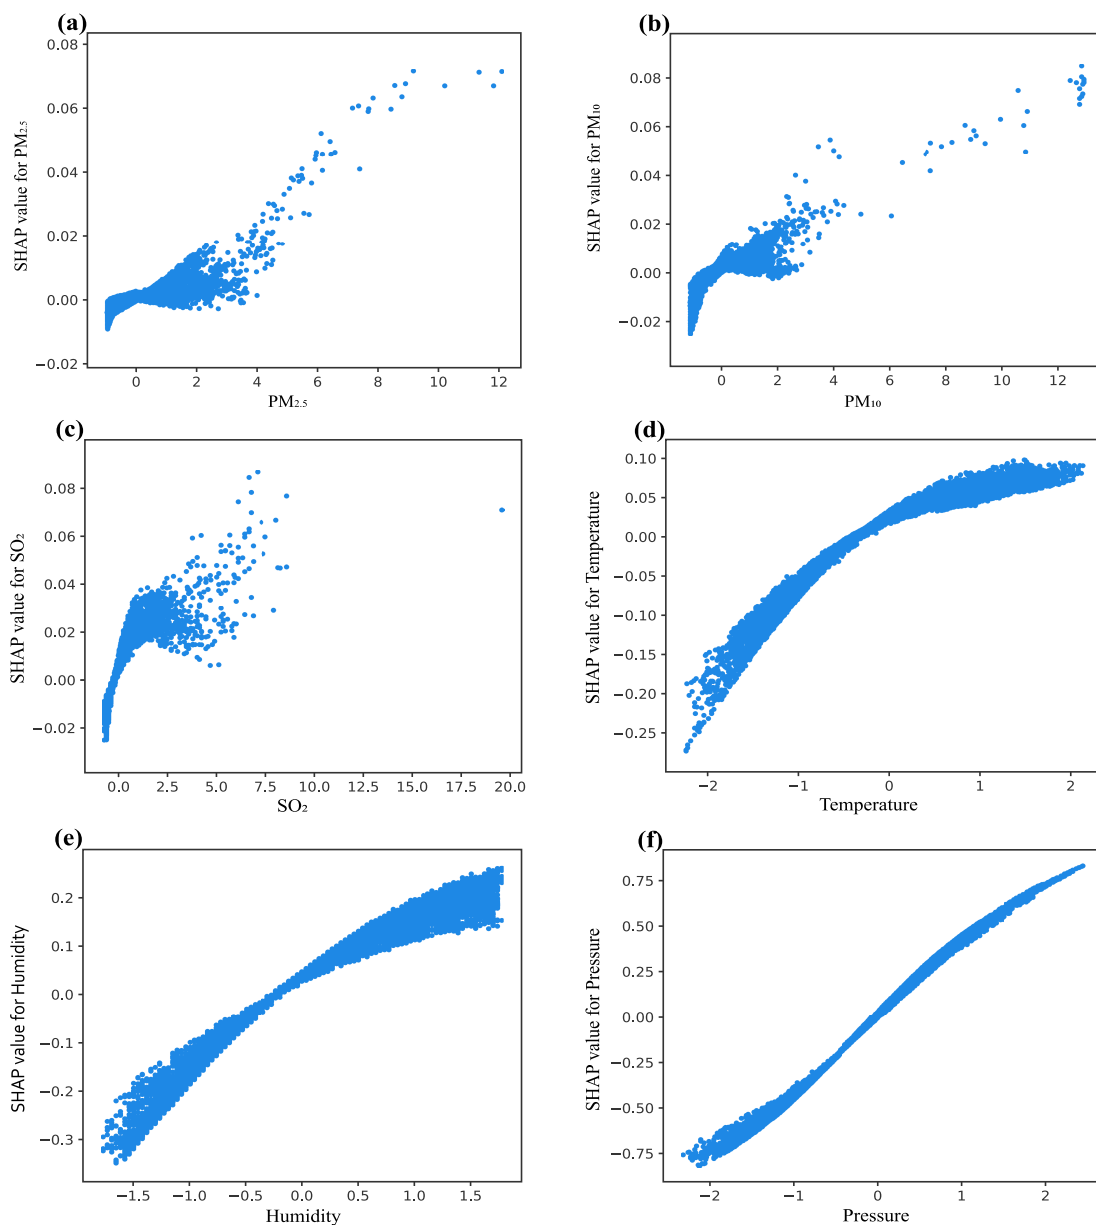 (a)
SHAP value for PM₂.₅
0.08
0.06
0.04
0.02
0.00
−0.02
0 2 4 6 8 10 12
PM₂.₅
(b)
SHAP value for PM₁₀
0.08
0.06
0.04
0.02
0.00
−0.02
0 2 4 6 8 10 12
PM₁₀
(c)
SHAP value for SO₂
0.08
0.06
0.04
0.02
0.00
−0.02
0.0 2.5 5.0 7.5 10.0 12.5 15.0 17.5 20.0
SO₂
(d)
SHAP value for Temperature
0.10
0.05
0.00
−0.05
−0.10
−0.15
−0.20
−0.25
−2 −1 0 1 2
Temperature
(e)
SHAP value for Humidity
0.2
0.1
0.0
−0.1
−0.2
−0.3
−1.5 −1.0 −0.5 0.0 0.5 1.0 1.5
Humidity
(f)
SHAP value for Pressure
0.75
0.50
0.25
0.00
−0.25
−0.50
−0.75
−2 −1 0 1 2
Pressure